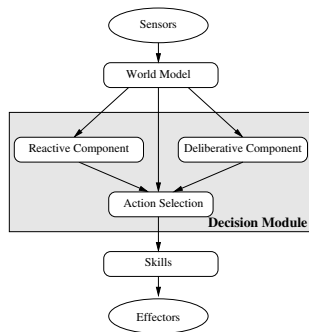 Sensors
World Model
Reactive Component
Deliberative Component
Action Selection
Decision Module
Skills
Effectors